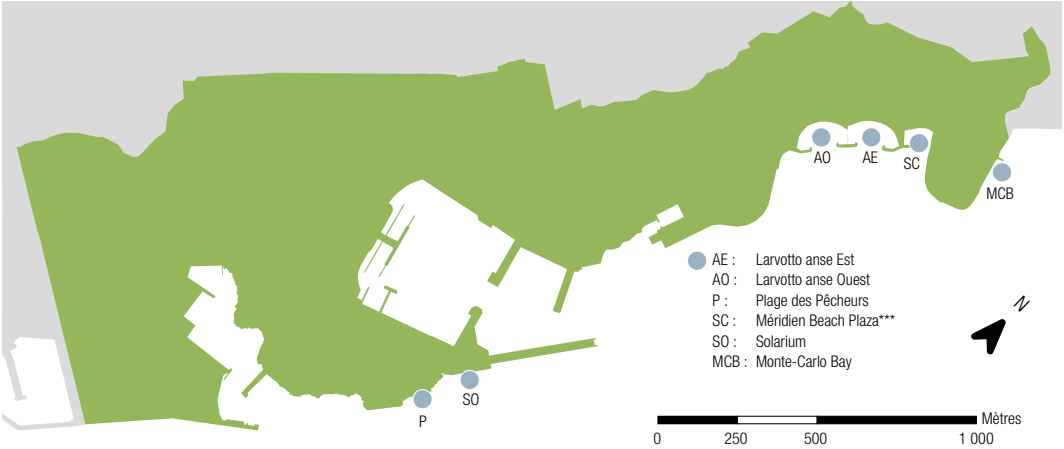 AO
AE
SC
MCB
AE : Larvotto anse Est
AO : Larvotto anse Ouest
P : Plage des Pêcheurs
SC : Méridien Beach Plaza***
SO : Solarium
MCB : Monte-Carlo Bay
N
SO
P
Mètres
0 250 500 1 000